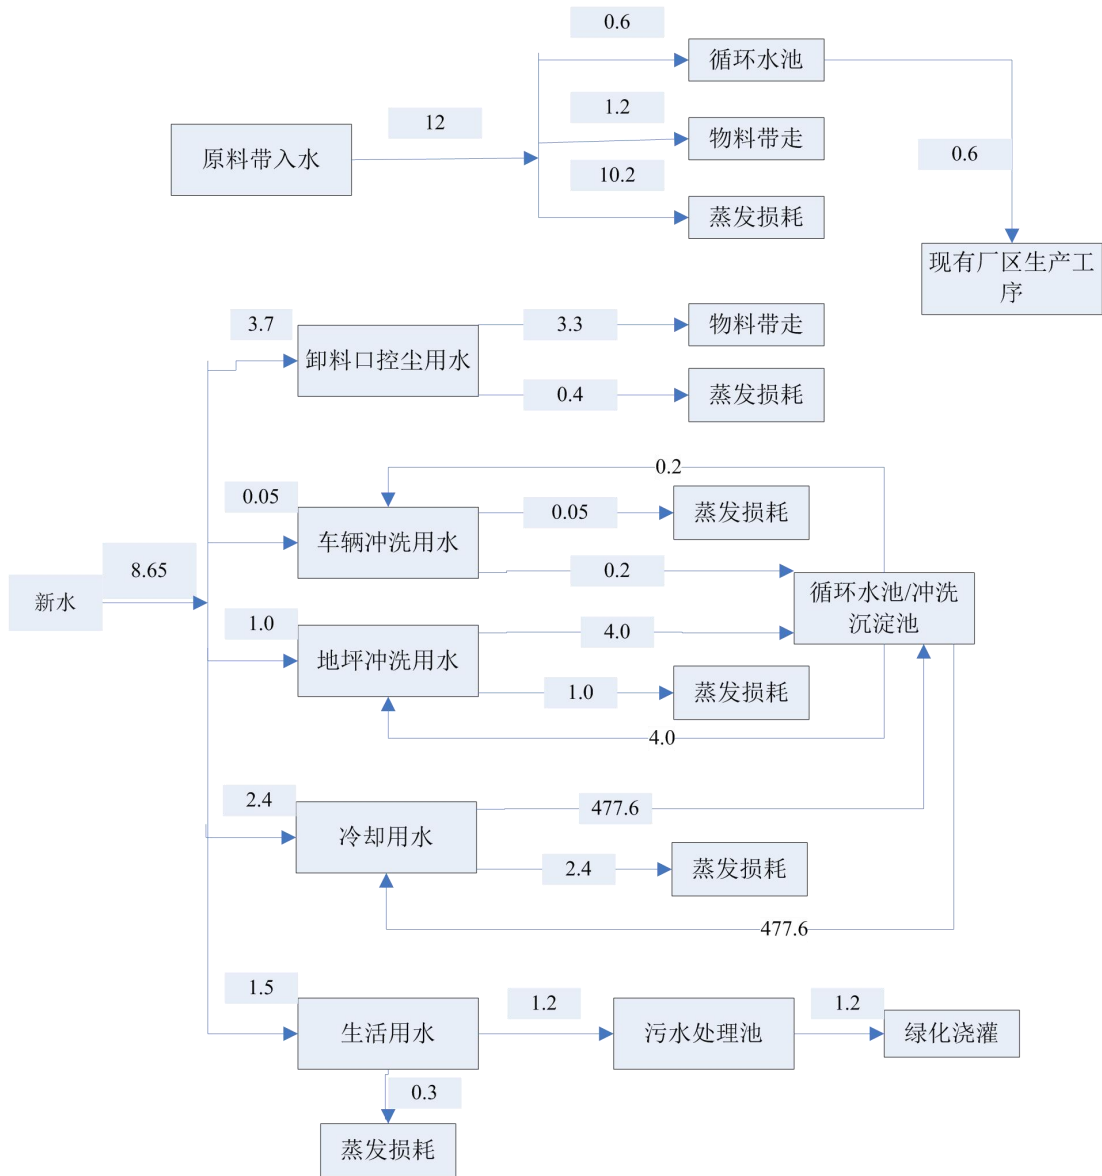 0.6
循环水池
12
1.2
原料带入水
物料带走
0.6
10.2
蒸发损耗
现有厂区生产工
序
3.7
3.3
物料带走
卸料口控尘用水
0.4
蒸发损耗
0.2
0.05
0.05
蒸发损耗
车辆冲洗用水
8.65
0.2
新水
循环水池/冲洗
沉淀池
1.0
4.0
地坪冲洗用水
1.0
蒸发损耗
4.0
2.4
477.6
冷却用水
2.4
蒸发损耗
477.6
1.5
1.2
1.2
生活用水
污水处理池
绿化浇灌
0.3
蒸发损耗